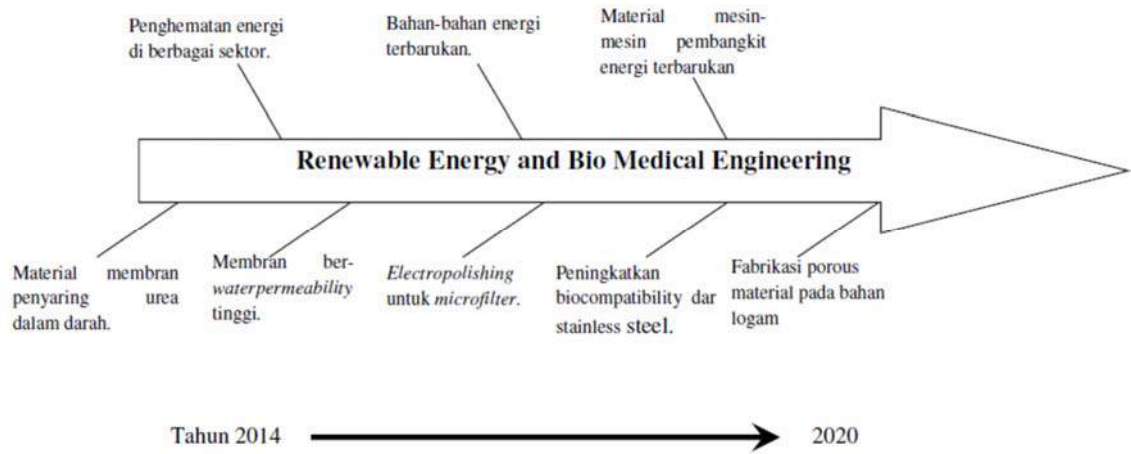 Penghematan energi
di berbagai sektor.
Bahan-bahan energi
terbarukan.
Material mesin-
mesin pembangkit
energi terbarukan
Renewable Energy and Bio Medical Engineering
Material membran
penyaring urea
dalam darah.
Membran ber-
waterpermeability
tinggi.
Electropolishing
untuk microfilter.
Peningkatkan
biocompatibility dar
stainless steel.
Fabrikasi porous
material pada bahan
logam
Tahun 2014 2020